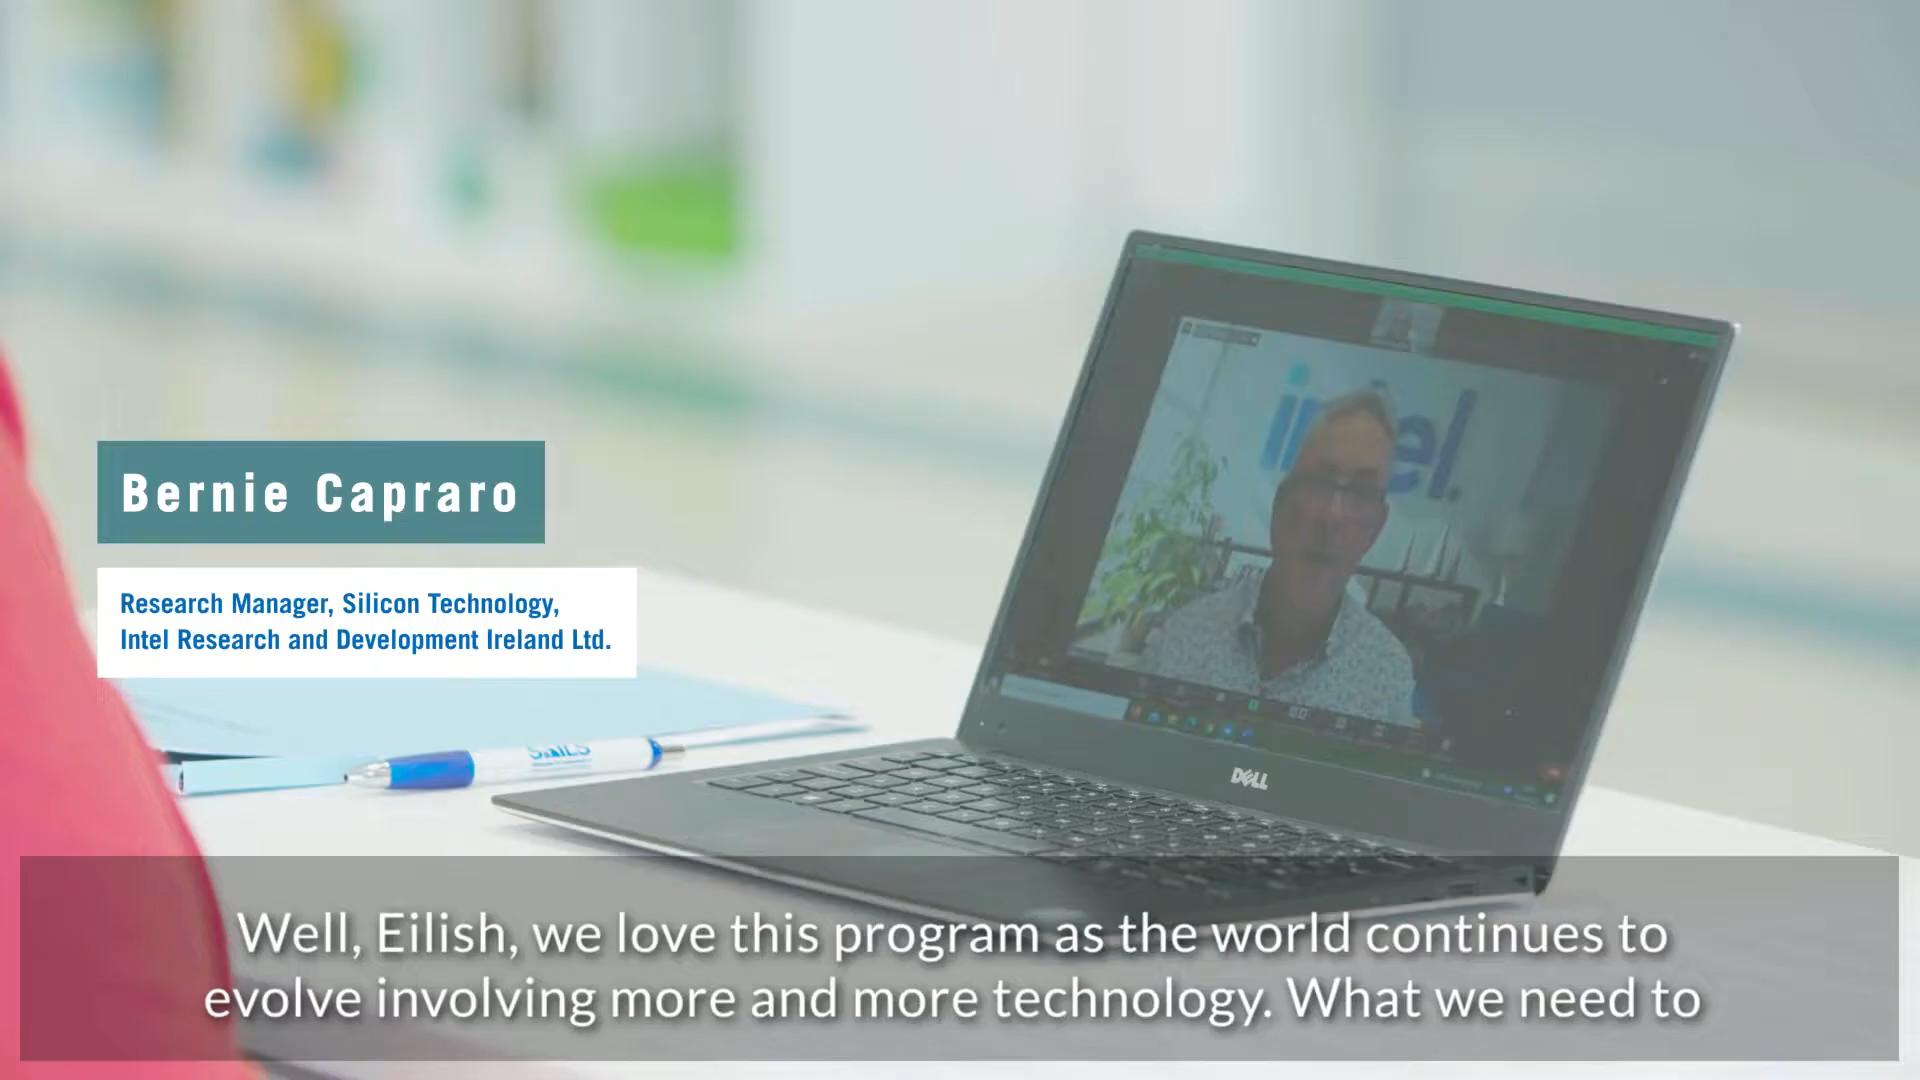 intel.
Bernie Capraro
Research Manager, Silicon Technology,
Intel Research and Development Ireland Ltd.
DELL
Well, Eilish, we love this program as the world continues to
evolve involving more and more technology. What we need to